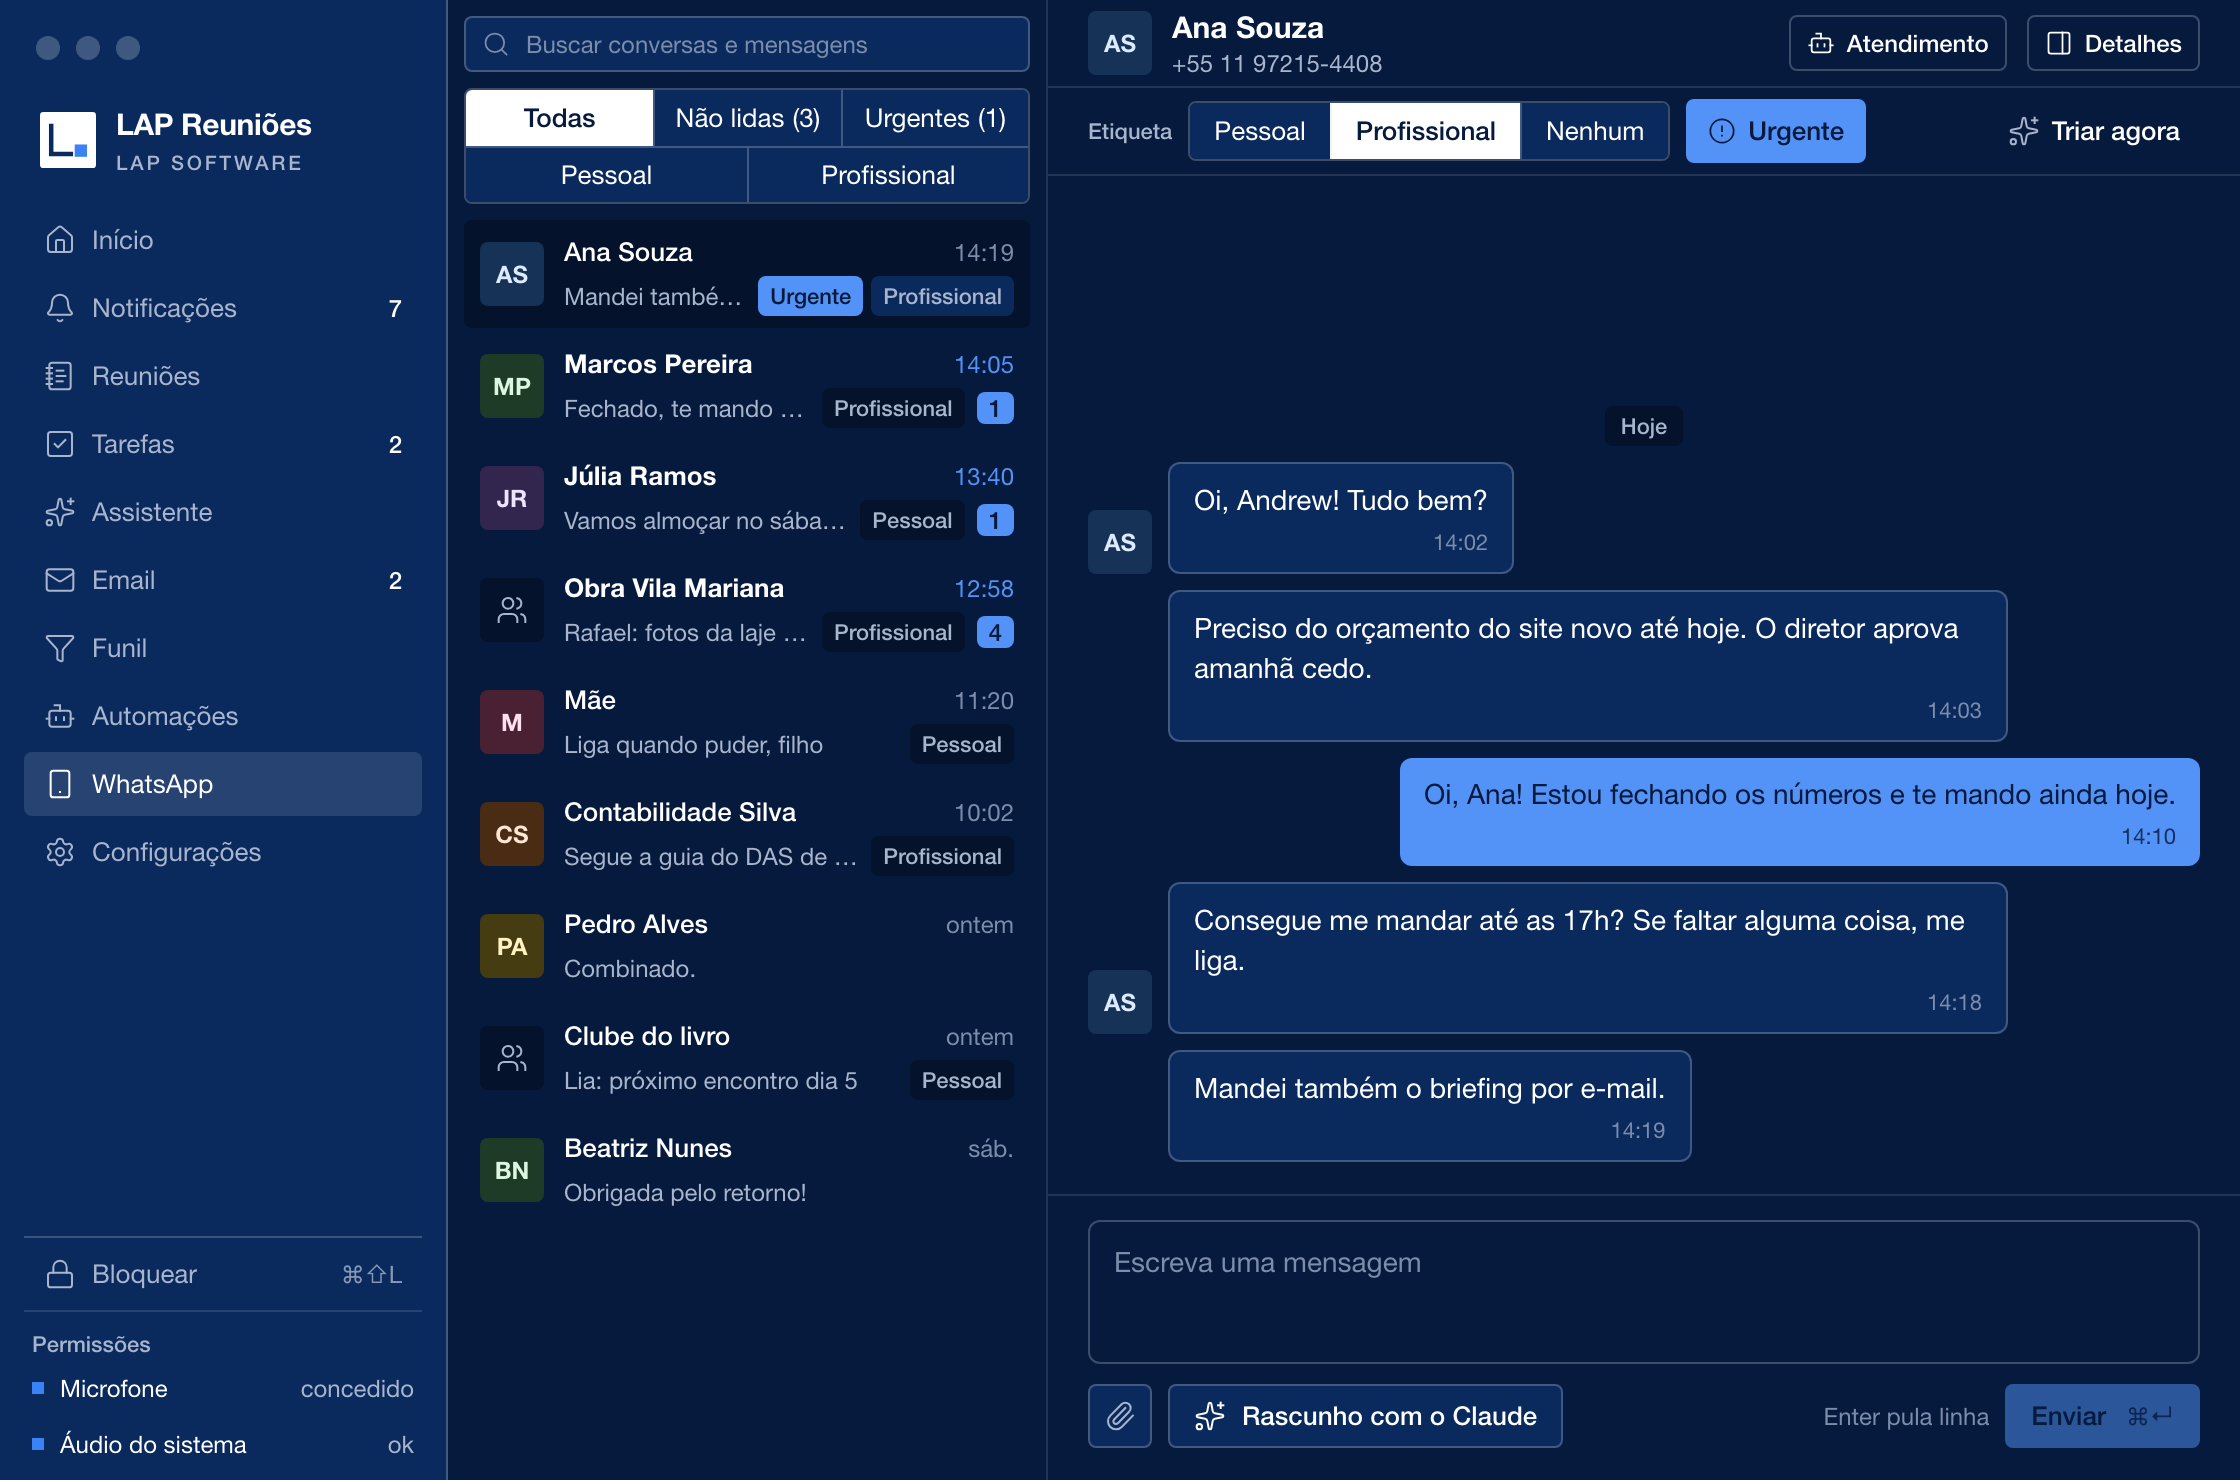 LAP Reuniões
LAP SOFTWARE
Início
Notificações 7
Reuniões
Tarefas 2
Assistente
Email 2
Funil
Automações
WhatsApp
Configurações
Bloquear ⌘⇧L
Permissões
Microfone concedido
Áudio do sistema ok
Buscar conversas e mensagens
Todas Não lidas (3) Urgentes (1)
Pessoal Profissional
AS Ana Souza 14:19
Mandei també… Urgente Profissional
MP Marcos Pereira 14:05
Fechado, te mando … Profissional 1
JR Júlia Ramos 13:40
Vamos almoçar no sába… Pessoal 1
Obra Vila Mariana 12:58
Rafael: fotos da laje … Profissional 4
M Mãe 11:20
Liga quando puder, filho Pessoal
CS Contabilidade Silva 10:02
Segue a guia do DAS de … Profissional
PA Pedro Alves ontem
Combinado.
Clube do livro ontem
Lia: próximo encontro dia 5 Pessoal
BN Beatriz Nunes sáb.
Obrigada pelo retorno!
AS Ana Souza
+55 11 97215-4408
Atendimento Detalhes
Etiqueta Pessoal Profissional Nenhum Urgente Triar agora
Hoje
Oi, Andrew! Tudo bem?
AS 14:02
Preciso do orçamento do site novo até hoje. O diretor aprova
amanhã cedo.
14:03
Oi, Ana! Estou fechando os números e te mando ainda hoje.
14:10
Consegue me mandar até as 17h? Se faltar alguma coisa, me
liga.
AS 14:18
Mandei também o briefing por e-mail.
14:19
Escreva uma mensagem
Rascunho com o Claude Enter pula linha Enviar ⌘↵